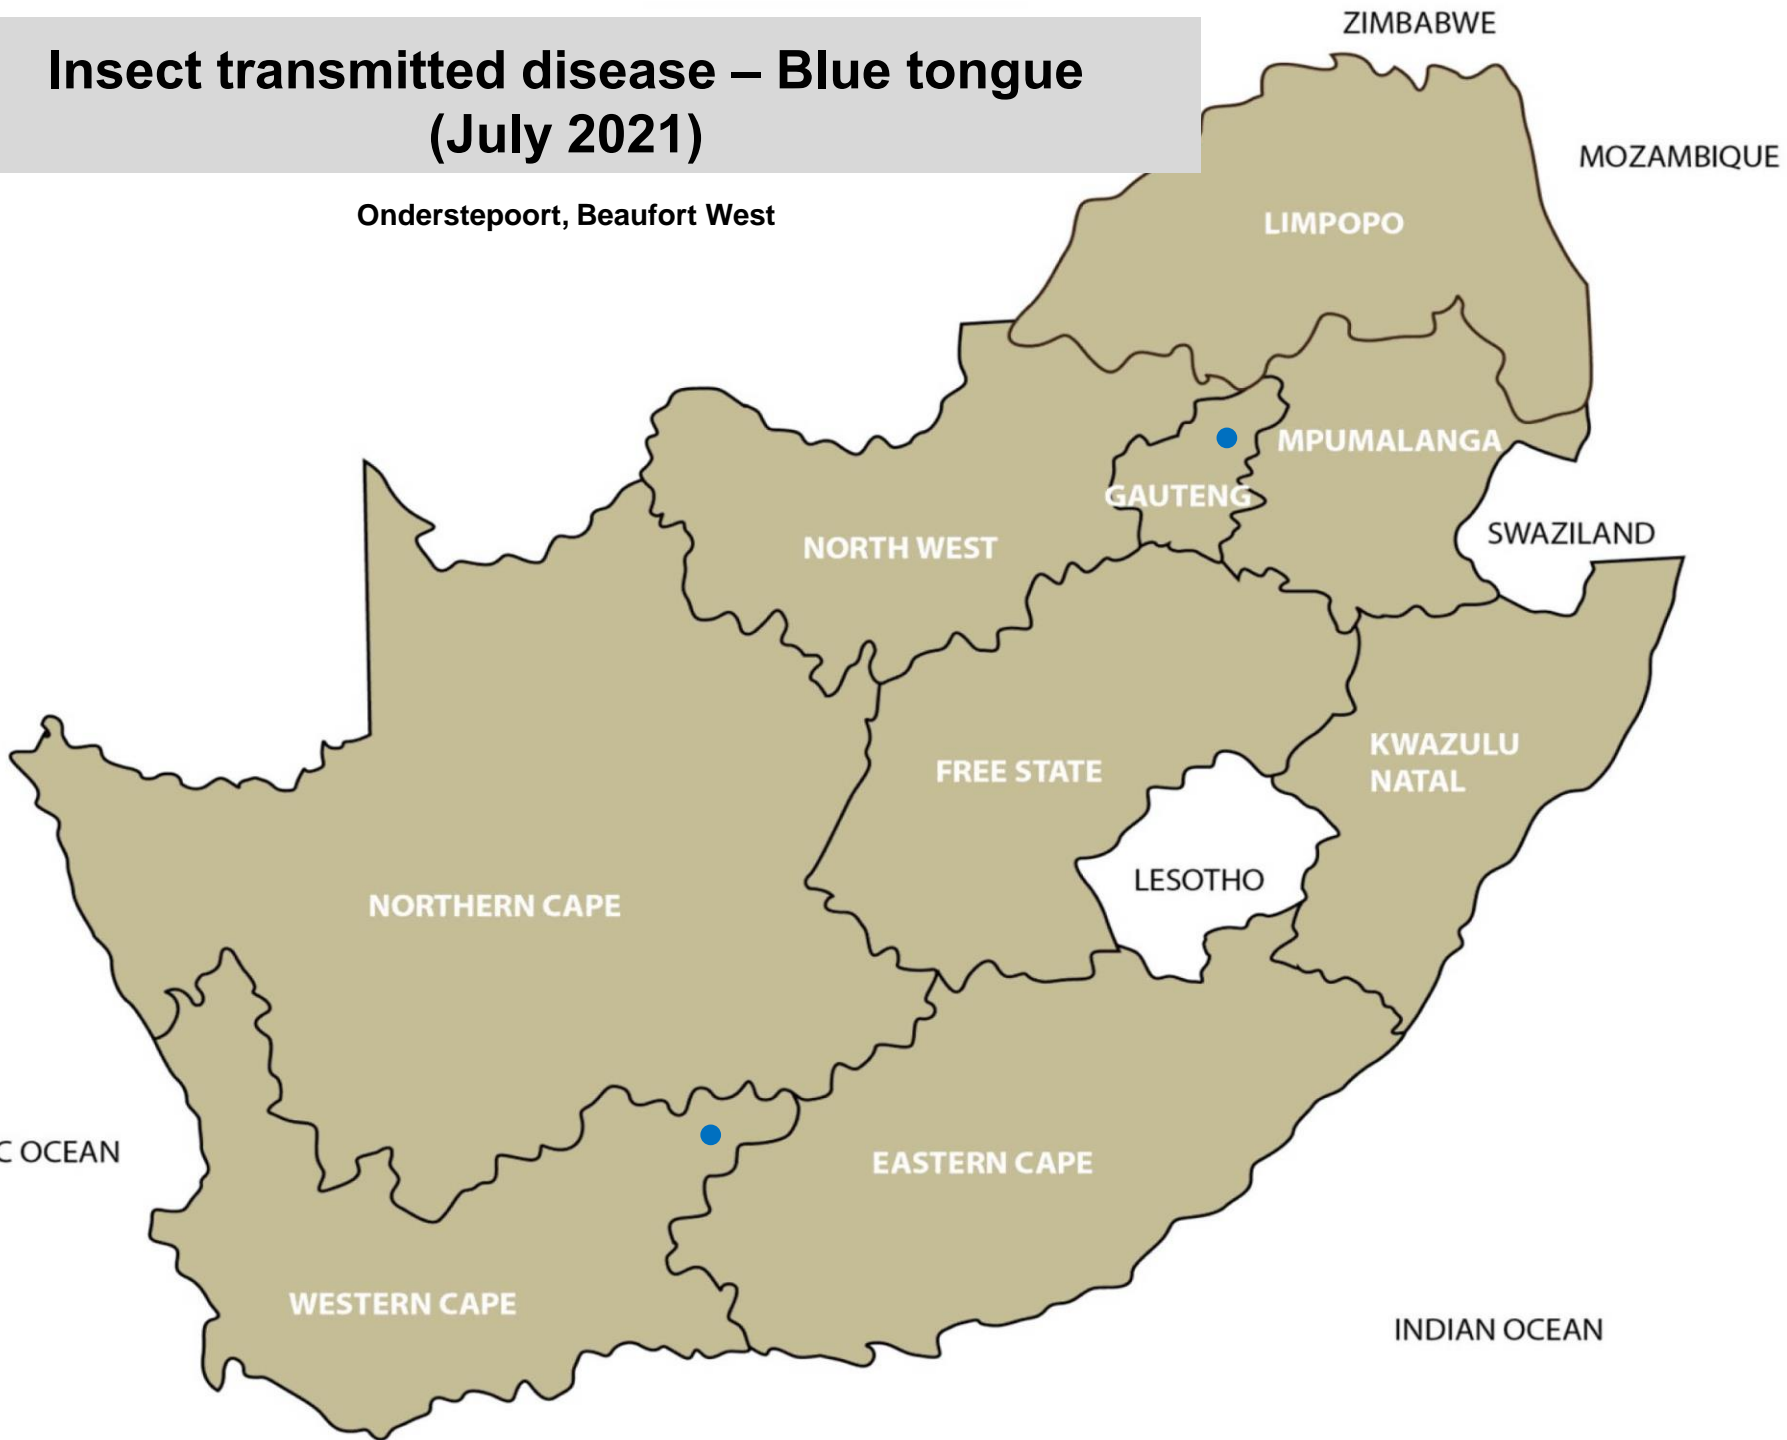 ZIMBABWE
Insect transmitted disease – Blue tongue
(July 2021)
MOZAMBIQUE
Onderstepoort, Beaufort West
LIMPOPO
MPUMALANGA
GAUTENG
SWAZILAND
NORTH WEST
KWAZULU
NATAL
FREE STATE
LESOTHO
NORTHERN CAPE
C OCEAN
EASTERN CAPE
WESTERN CAPE
INDIAN OCEAN